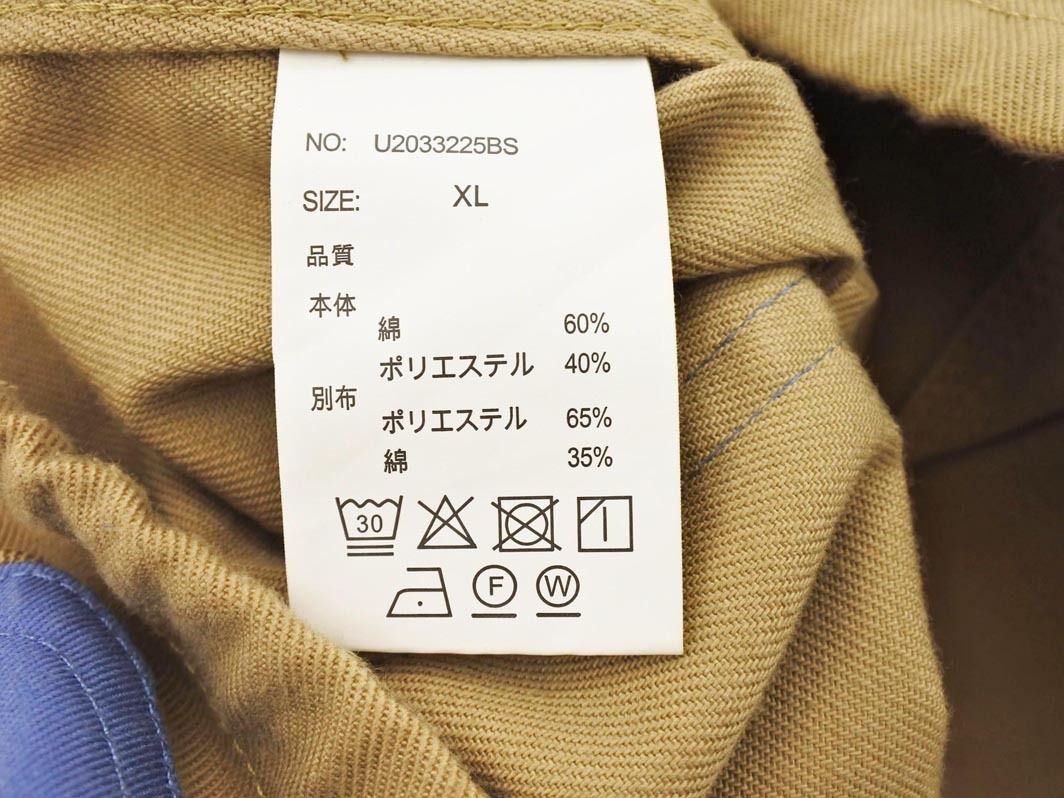 NO: U2033225BS
SIZE: XL
品質
本体
綿 60%
ポリエステル 40%
別布
ポリエステル 65%
綿 35%
30
F W